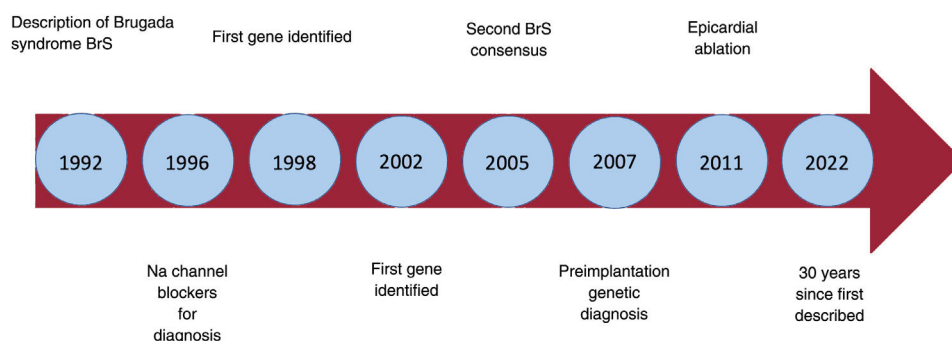 Description of Brugada
syndrome BrS
First gene identified
Second BrS
consensus
Epicardial
ablation
1992
1996
1998
2002
2005
2007
2011
2022
Na channel
blockers
for
diagnosis
First gene
identified
Preimplantation
genetic
diagnosis
30 years
since first
described